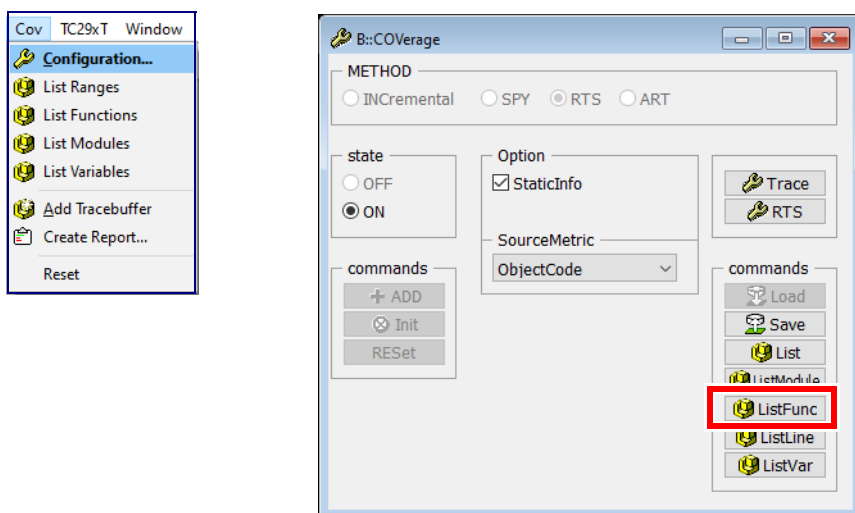 Cov TC29xT Window
Configuration...
List Ranges
List Functions
List Modules
List Variables
Add Tracebuffer
Create Report...
Reset
B::COVerage
METHOD
INCremental SPY RTS ART
state
OFF
ON
Option
StaticInfo
SourceMetric
ObjectCode
Trace
RTS
commands
ADD
Init
RESet
commands
Load
Save
List
ListModule
ListFunc
ListLine
ListVar